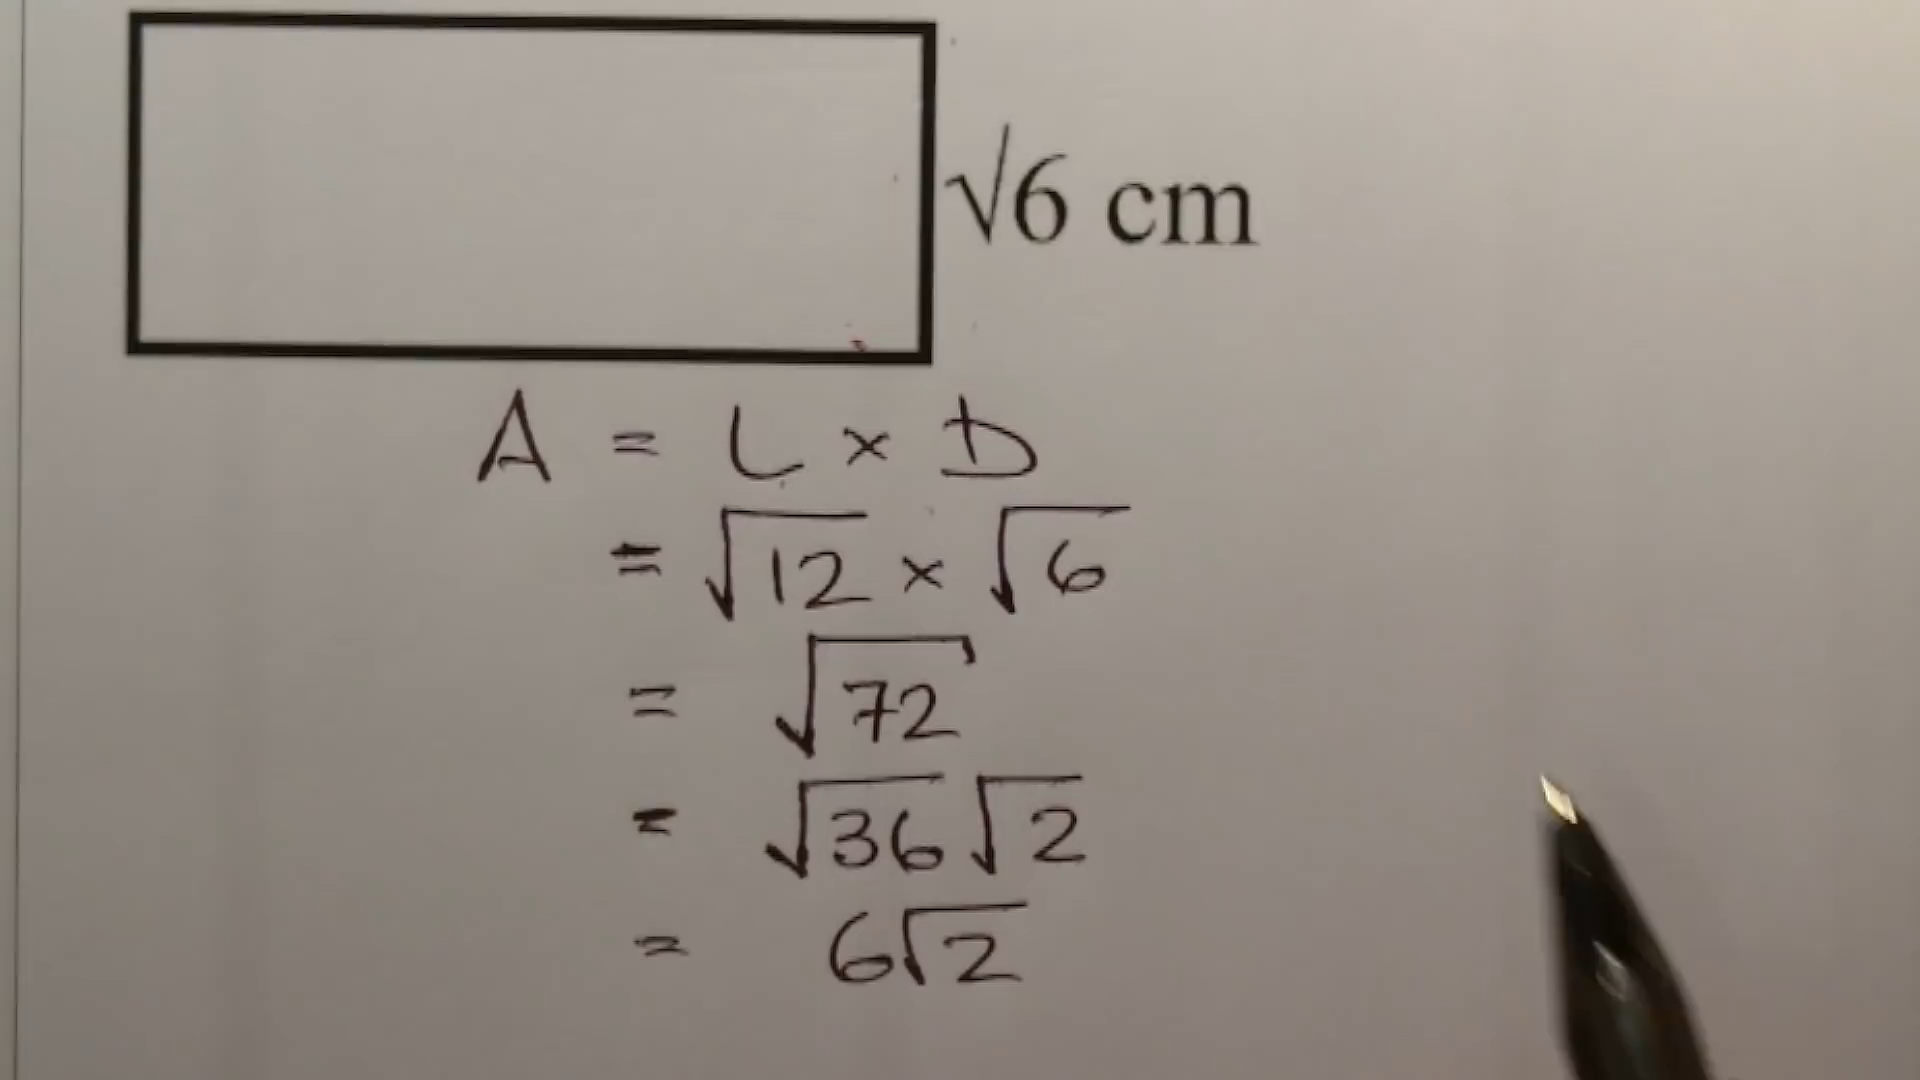 √6 cm
A = L × D
= √12 × √6
= √72
= √36 √2
= 6√2